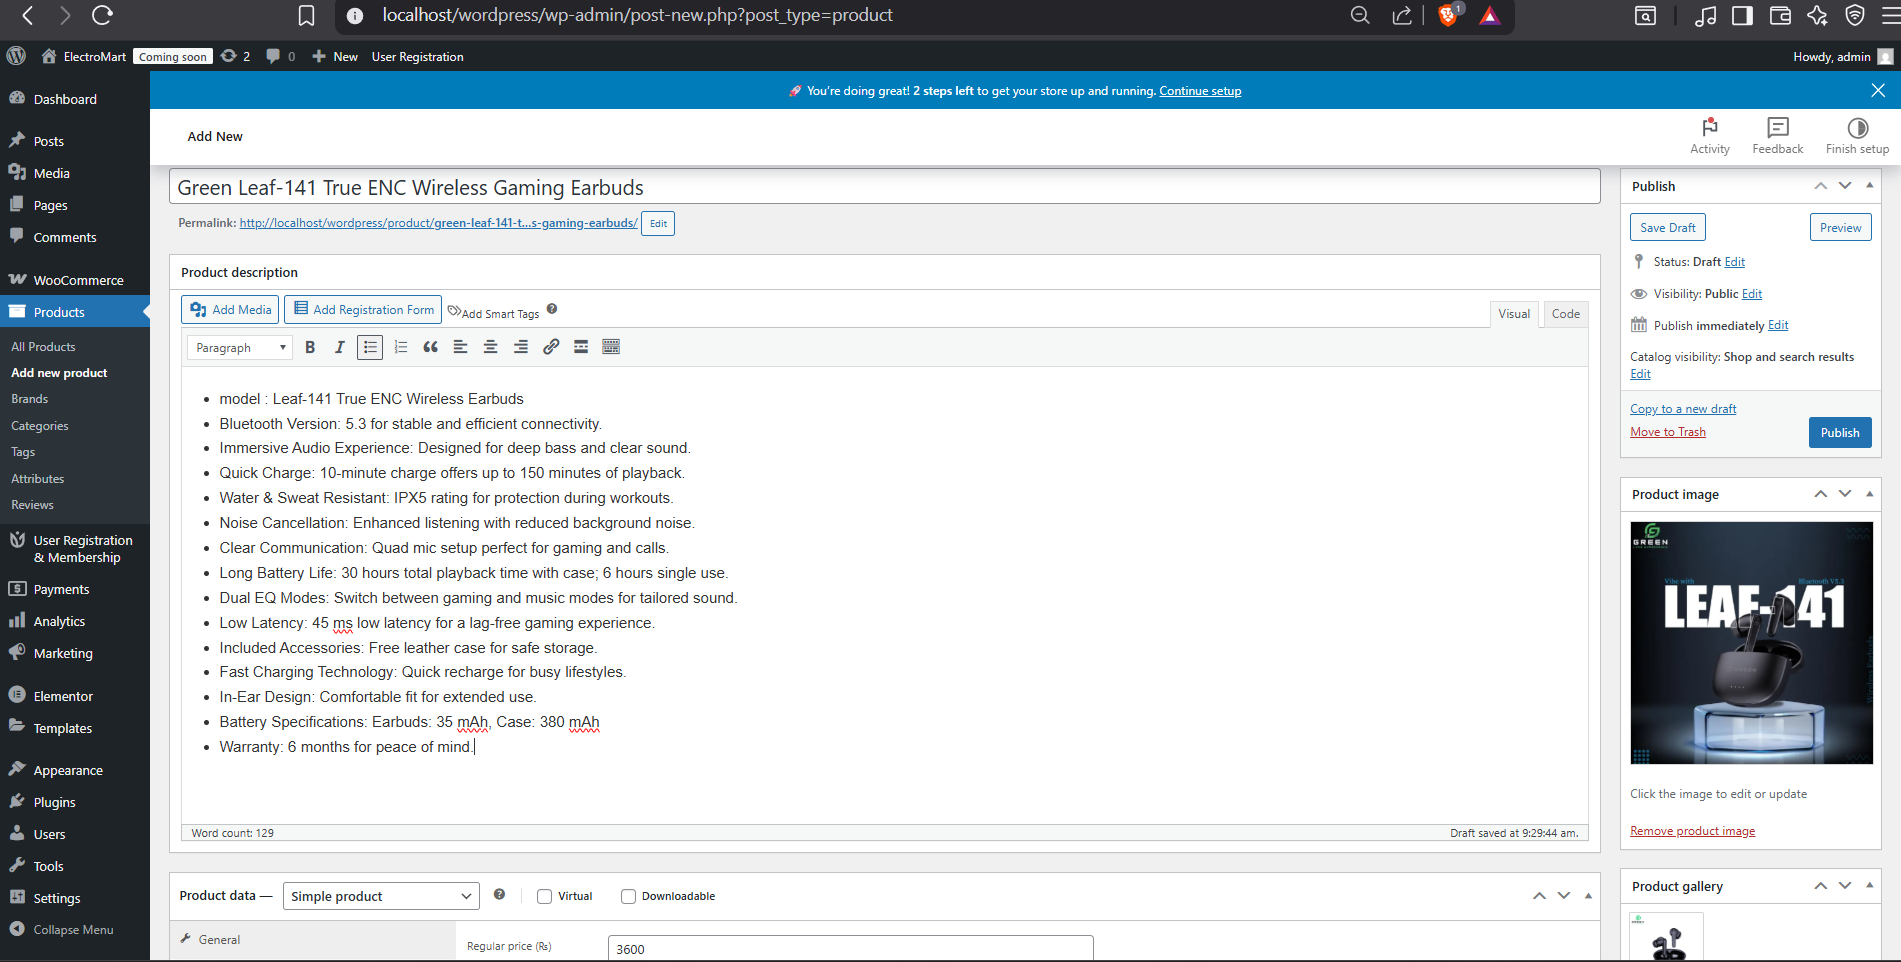 localhost/wordpress/wp-admin/post-new.php?post_type=product
1
ElectroMart Coming soon 2 0 New User Registration
Howdy, admin
🚀 You're doing great! 2 steps left to get your store up and running. Continue setup
Add New
Activity Feedback Finish setup
Dashboard
Posts
Media
Pages
Comments
WooCommerce
Products
All Products
Add new product
Brands
Categories
Tags
Attributes
Reviews
User Registration
& Membership
Payments
Analytics
Marketing
Elementor
Templates
Appearance
Plugins
Users
Tools
Settings
Collapse Menu
Green Leaf-141 True ENC Wireless Gaming Earbuds
Permalink: http://localhost/wordpress/product/green-leaf-141-t...s-gaming-earbuds/ Edit
Product description
Add Media Add Registration Form Add Smart Tags
Visual Code
Paragraph
model : Leaf-141 True ENC Wireless Earbuds
Bluetooth Version: 5.3 for stable and efficient connectivity.
Immersive Audio Experience: Designed for deep bass and clear sound.
Quick Charge: 10-minute charge offers up to 150 minutes of playback.
Water & Sweat Resistant: IPX5 rating for protection during workouts.
Noise Cancellation: Enhanced listening with reduced background noise.
Clear Communication: Quad mic setup perfect for gaming and calls.
Long Battery Life: 30 hours total playback time with case; 6 hours single use.
Dual EQ Modes: Switch between gaming and music modes for tailored sound.
Low Latency: 45 ms low latency for a lag-free gaming experience.
Included Accessories: Free leather case for safe storage.
Fast Charging Technology: Quick recharge for busy lifestyles.
In-Ear Design: Comfortable fit for extended use.
Battery Specifications: Earbuds: 35 mAh, Case: 380 mAh
Warranty: 6 months for peace of mind.
Word count: 129
Draft saved at 9:29:44 am.
Product data — Simple product Virtual Downloadable
General
Regular price (₨) 3600
Publish
Save Draft Preview
Status: Draft Edit
Visibility: Public Edit
Publish immediately Edit
Catalog visibility: Shop and search results
Edit
Copy to a new draft
Move to Trash
Publish
Product image
GREEN
Vibe with Bluetooth V5.3
LEAF-141
Click the image to edit or update
Remove product image
Product gallery